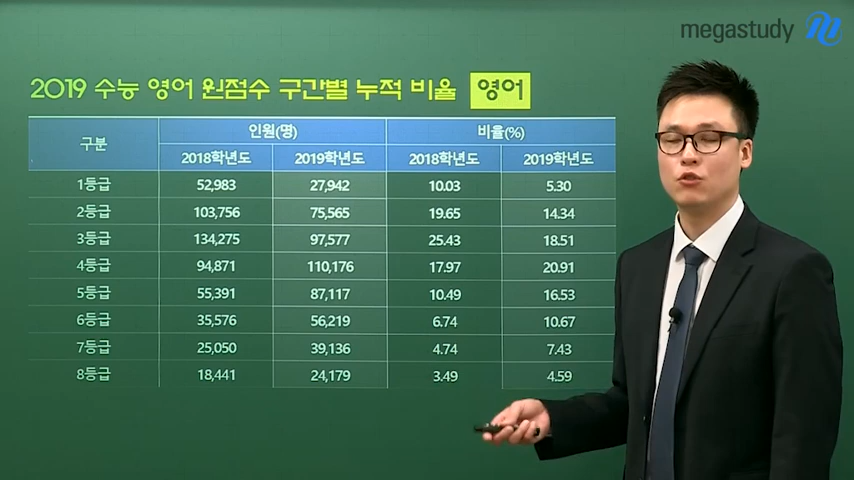 megastudy
2019 수능 영어 원점수 구간별 누적 비율 영어
구분 인원(명) 비율(%)
2018학년도 2019학년도 2018학년도 2019학년도
1등급 52,983 27,942 10.03 5.30
2등급 103,756 75,565 19.65 14.34
3등급 134,275 97,577 25.43 18.51
4등급 94,871 110,176 17.97 20.91
5등급 55,391 87,117 10.49 16.53
6등급 35,576 56,219 6.74 10.67
7등급 25,050 39,136 4.74 7.43
8등급 18,441 24,179 3.49 4.59